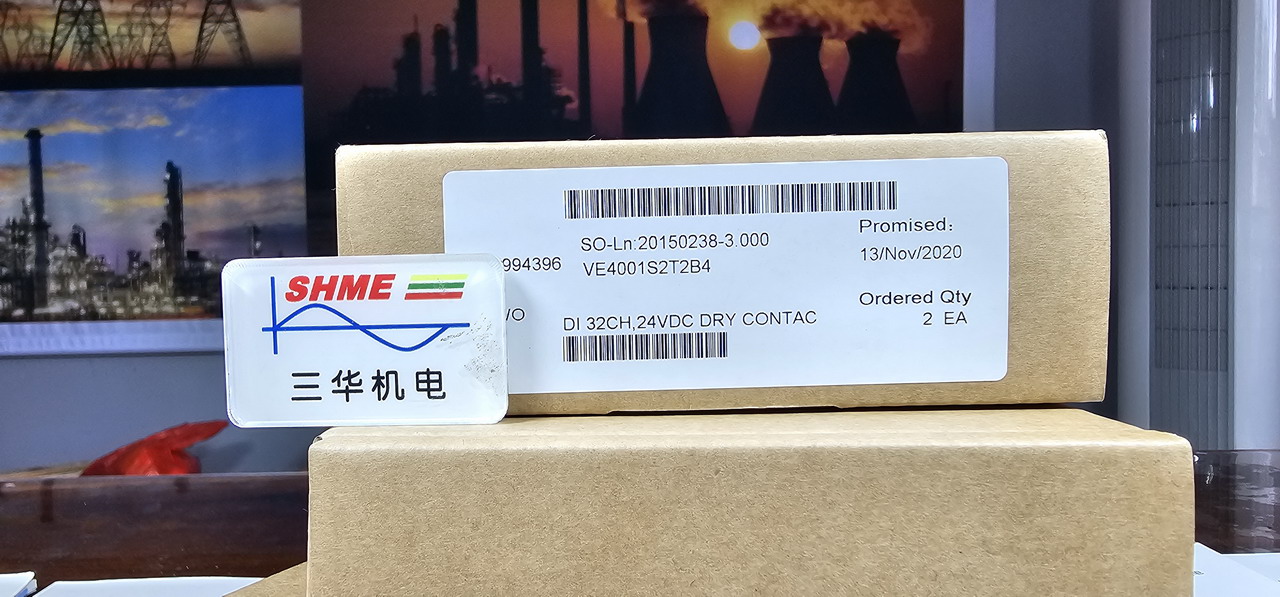 SO-Ln:20150238-3.000
994396 VE4001S2T2B4
/O
DI 32CH,24VDC DRY CONTAC
Promised:
13/Nov/2020
Ordered Qty
2 EA
SHME
三华机电